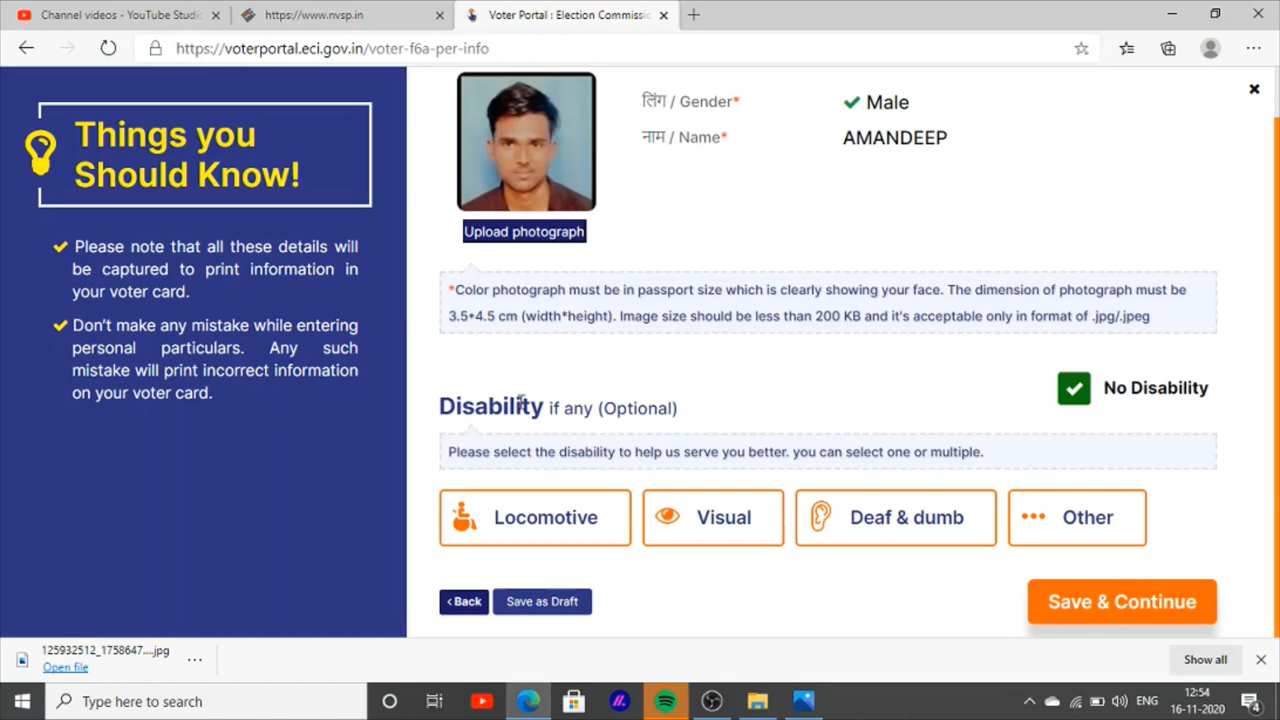 Channel videos - YouTube Studi
https://www.nvsp.in
Voter Portal : Election Commissi
https://voterportal.eci.gov.in/voter-f6a-per-info
Things you
Should Know!
Please note that all these details will
be captured to print information in
your voter card.
Don't make any mistake while entering
personal particulars. Any such
mistake will print incorrect information
on your voter card.
लिंग / Gender* Male
नाम / Name* AMANDEEP
Upload photograph
*Color photograph must be in passport size which is clearly showing your face. The dimension of photograph must be
3.5*4.5 cm (width*height). Image size should be less than 200 KB and it's acceptable only in format of .jpg/.jpeg
No Disability
Disability if any (Optional)
Please select the disability to help us serve you better. you can select one or multiple.
Locomotive Visual Deaf & dumb Other
Back Save as Draft Save & Continue
125932512_1758647....jpg
Open file
Show all
Type here to search
ENG
12:54
16-11-2020
4